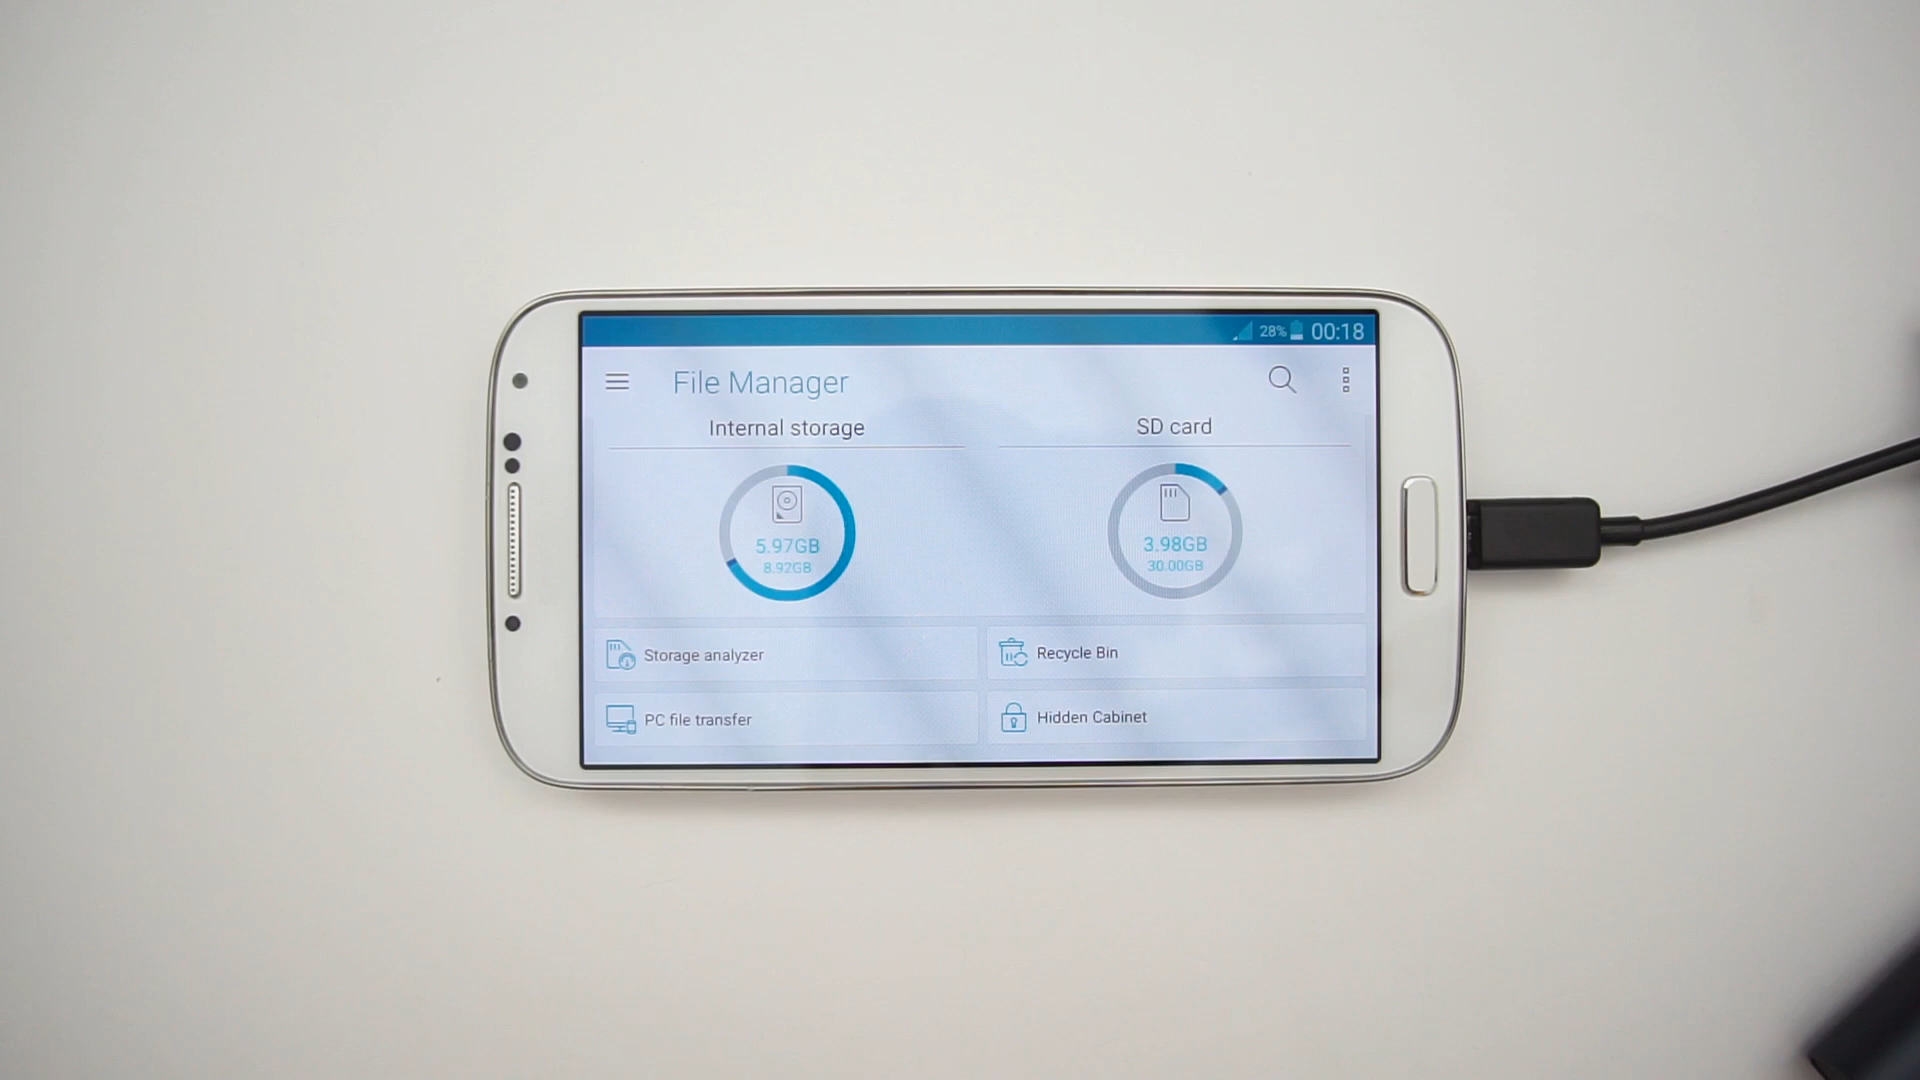 28% 00:18
File Manager
Internal storage
SD card
5.97GB
8.92GB
3.98GB
30.00GB
Storage analyzer
Recycle Bin
PC file transfer
Hidden Cabinet